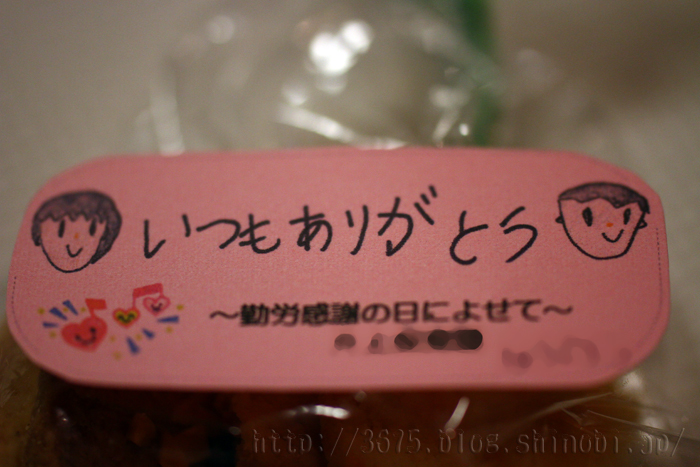 いつもありがとう
～勤労感謝の日によせて～
http://3675.blog.shinobi.jp/